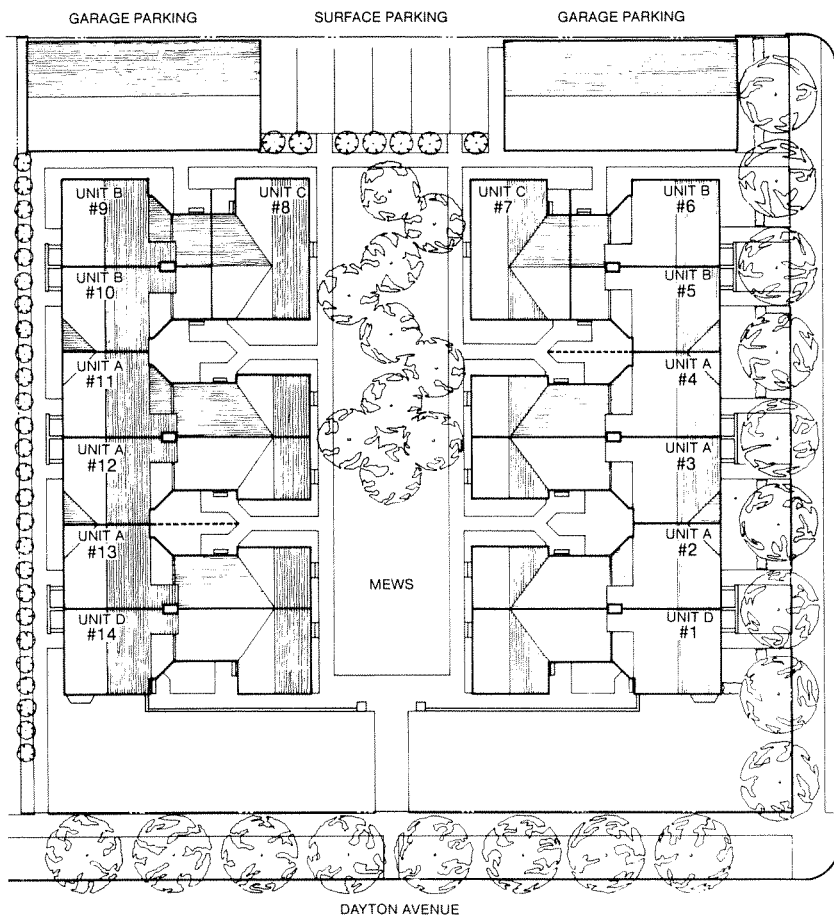 GARAGE PARKING
SURFACE PARKING
GARAGE PARKING
UNIT B
#9
UNIT C
#8
UNIT C
#7
UNIT B
#6
UNIT B
#10
UNIT B
#5
UNIT A
#11
UNIT A
#4
UNIT A
#12
UNIT A
#3
UNIT A
#13
UNIT A
#2
MEWS
UNIT D
#14
UNIT D
#1
DAYTON AVENUE